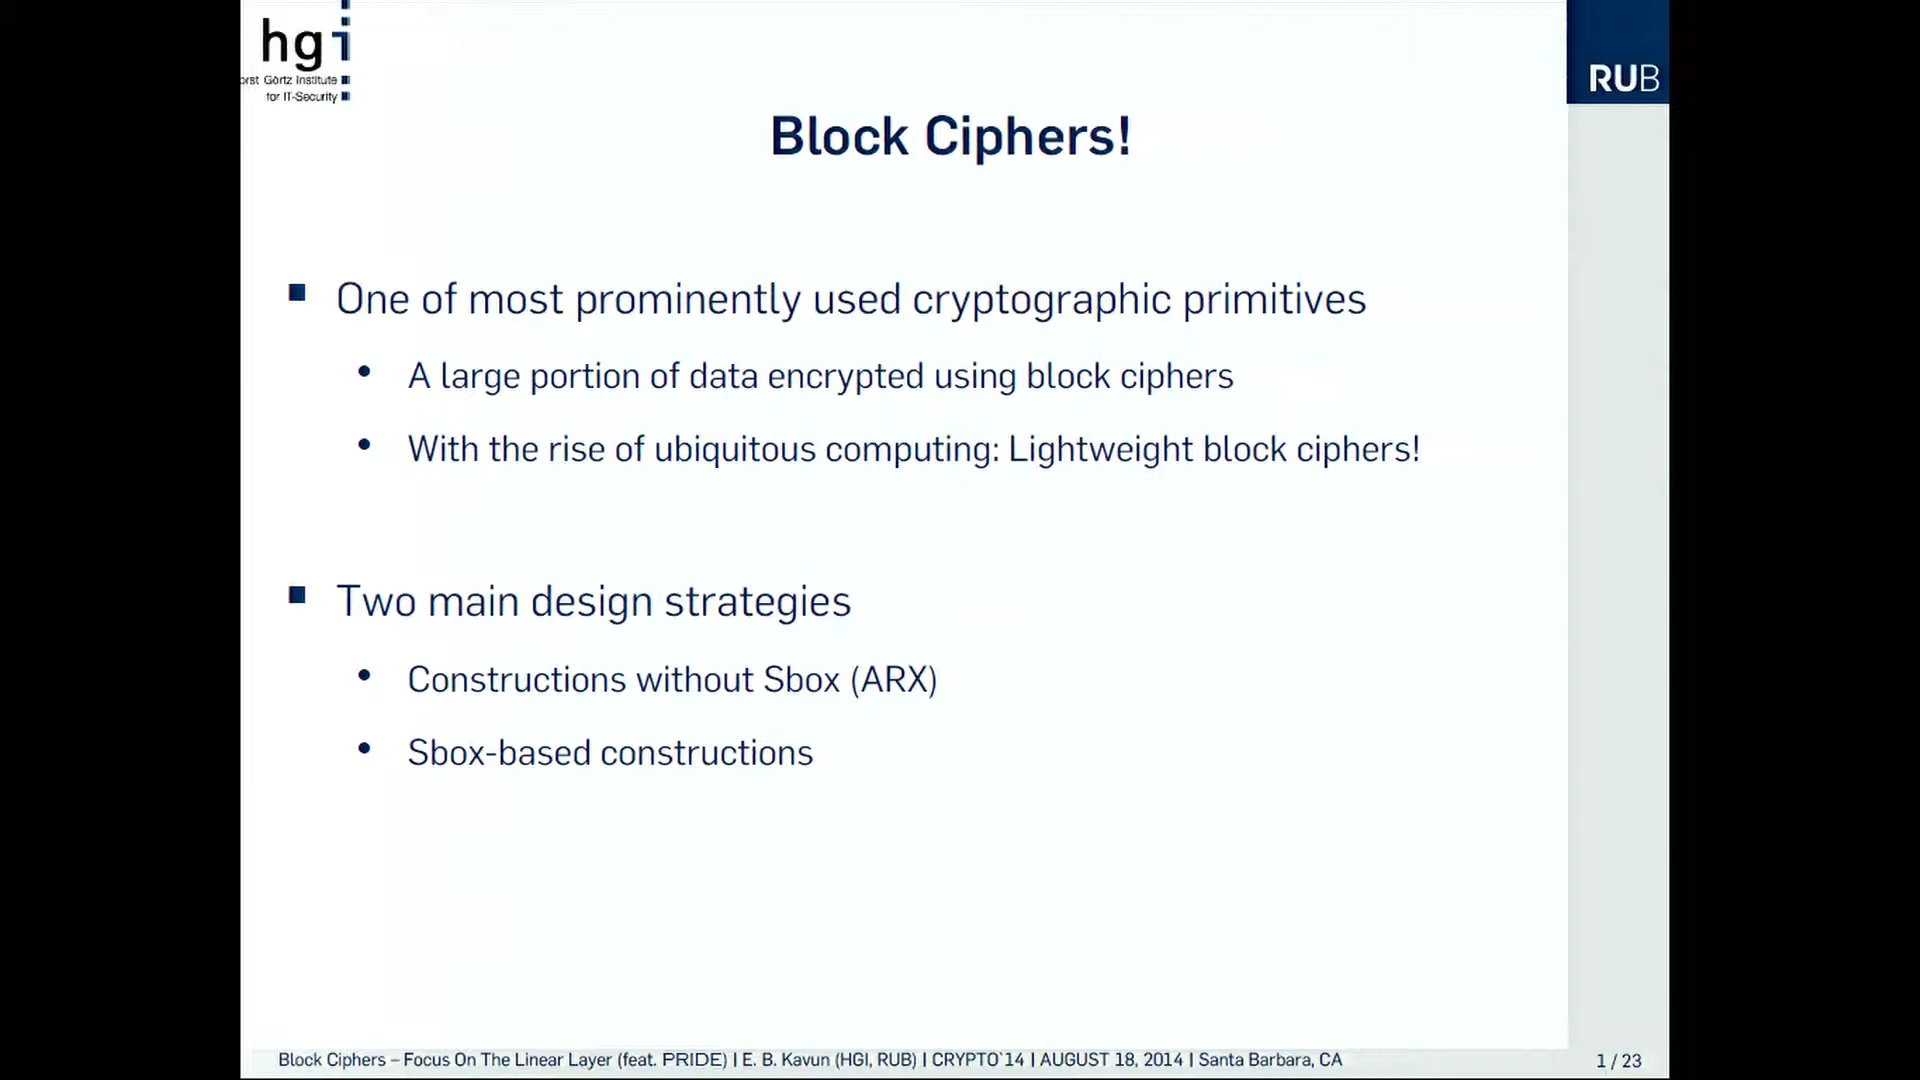 hgi
orst Görtz Institute
for IT-Security
RUB
Block Ciphers!
One of most prominently used cryptographic primitives
A large portion of data encrypted using block ciphers
With the rise of ubiquitous computing: Lightweight block ciphers!
Two main design strategies
Constructions without Sbox (ARX)
Sbox-based constructions
Block Ciphers – Focus On The Linear Layer (feat. PRIDE) | E. B. Kavun (HGI, RUB) | CRYPTO`14 | AUGUST 18, 2014 | Santa Barbara, CA
1 / 23